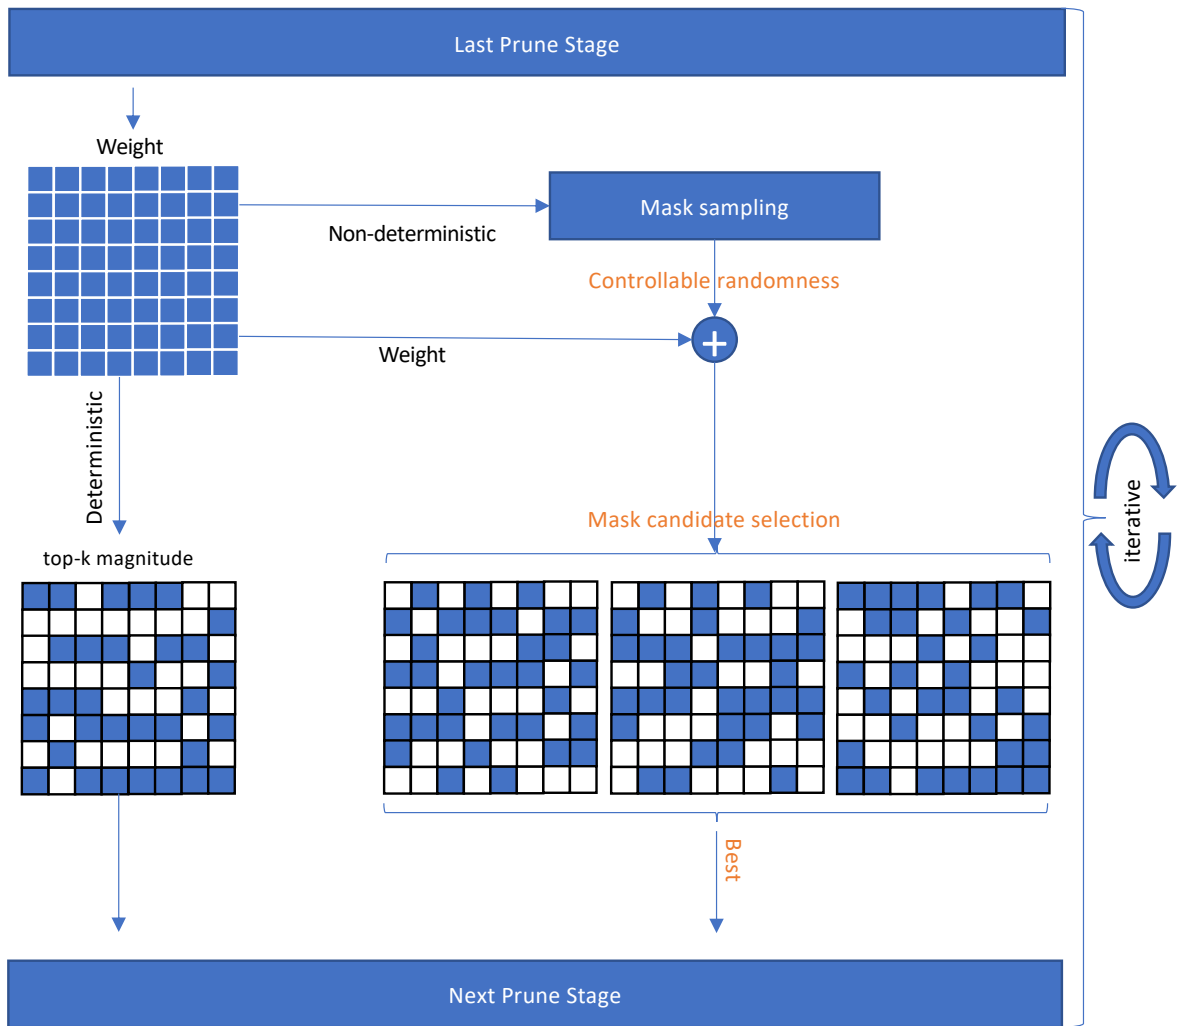 Last Prune Stage
Weight
Mask sampling
Non-deterministic
Controllable randomness
+
Weight
Deterministic
Mask candidate selection
iterative
top-k magnitude
Best
Next Prune Stage